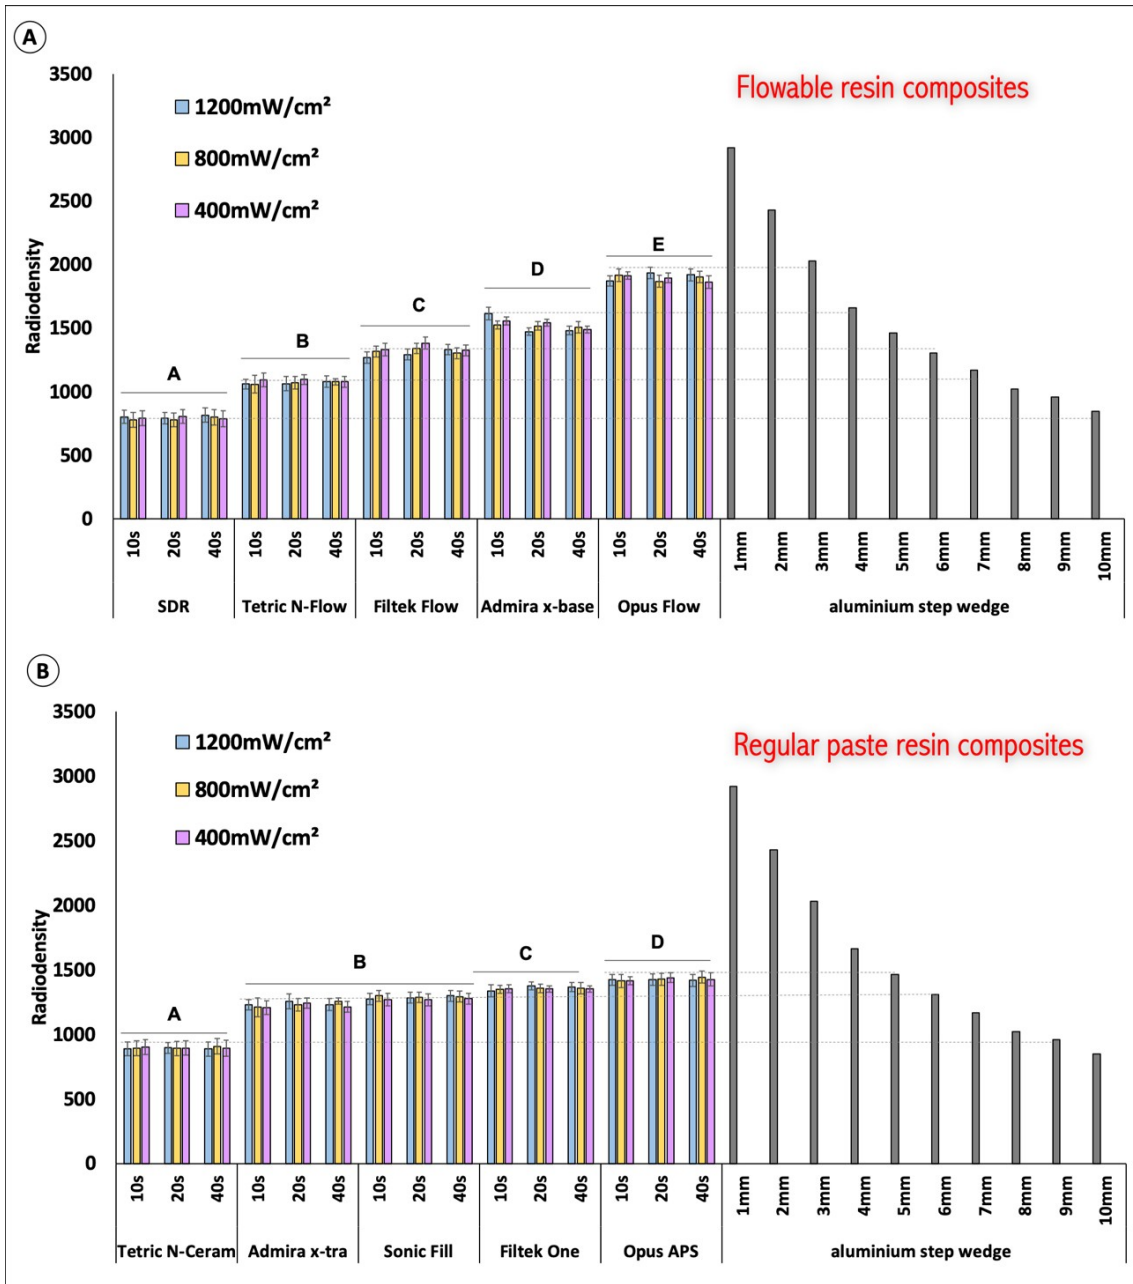 A
Flowable resin composites
3500
3000
2500
2000
1500
1000
500
0
Radiodensity
1200mW/cm²
800mW/cm²
400mW/cm²
A
B
C
D
E
10s 20s 40s 10s 20s 40s 10s 20s 40s 10s 20s 40s 10s 20s 40s 1mm 2mm 3mm 4mm 5mm 6mm 7mm 8mm 9mm 10mm
SDR Tetric N-Flow Filtek Flow Admira x-base Opus Flow aluminium step wedge
B
Regular paste resin composites
3500
3000
2500
2000
1500
1000
500
0
Radiodensity
1200mW/cm²
800mW/cm²
400mW/cm²
A
B
C
D
10s 20s 40s 10s 20s 40s 10s 20s 40s 10s 20s 40s 10s 20s 40s 1mm 2mm 3mm 4mm 5mm 6mm 7mm 8mm 9mm 10mm
Tetric N-Ceram Admira x-tra Sonic Fill Filtek One Opus APS aluminium step wedge